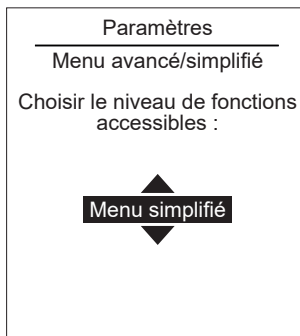 Paramètres
Menu avancé/simplifié
Choisir le niveau de fonctions
accessibles :
Menu simplifié